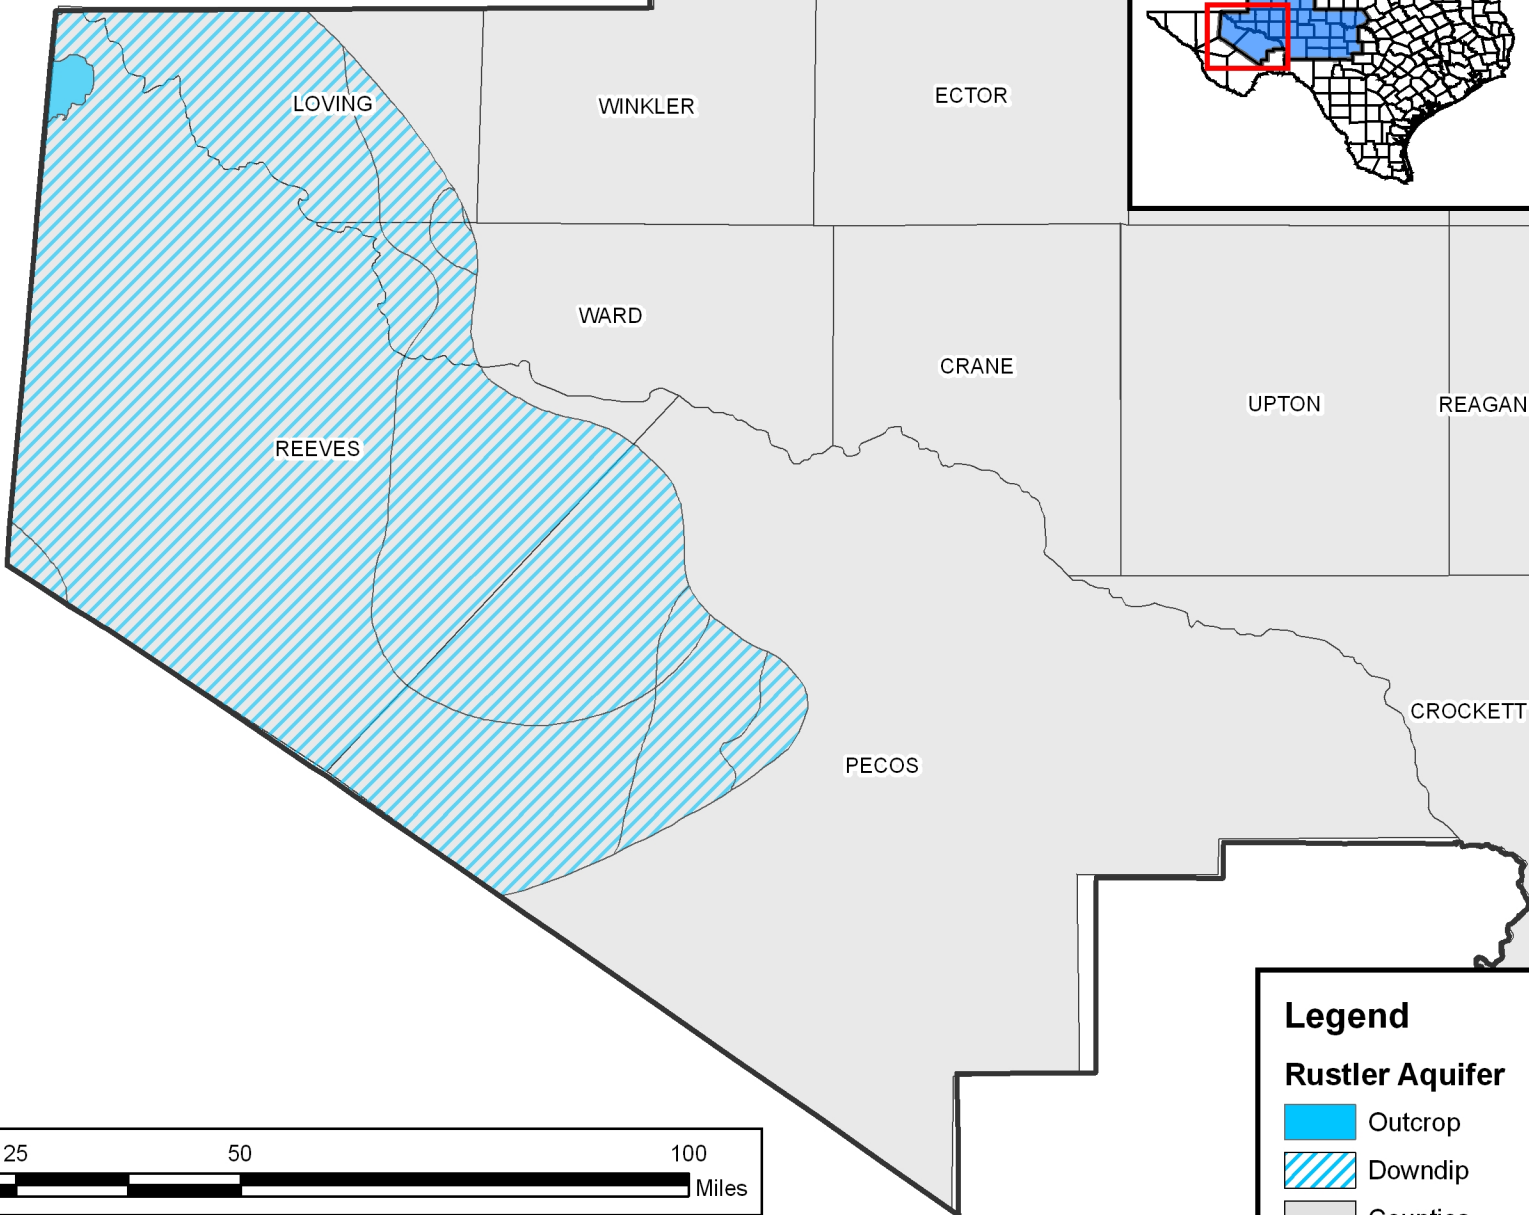 LOVING
WINKLER
ECTOR
WARD
CRANE
UPTON
REAGAN
REEVES
CROCKETT
PECOS
Legend
Rustler Aquifer
Outcrop
Downdip
Counties
25 50 100
Miles